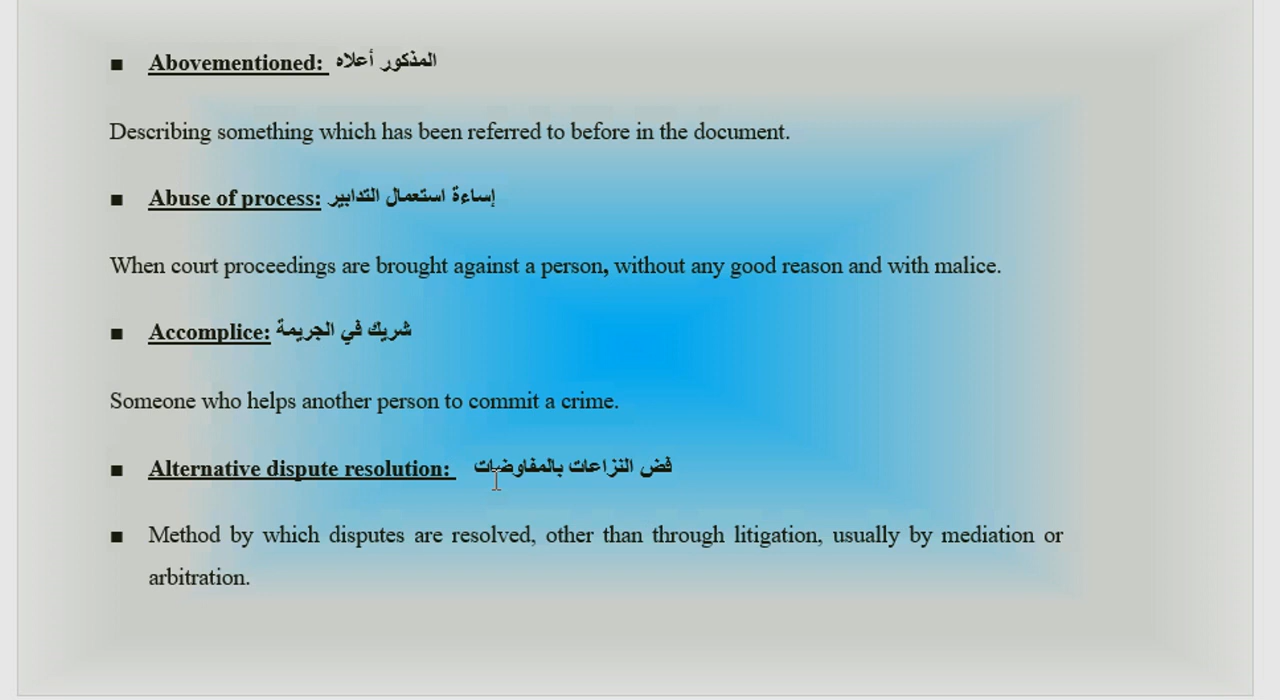 ▪ Abovementioned: المذكور أعلاه
Describing something which has been referred to before in the document.
▪ Abuse of process: إساءة استعمال التدابير
When court proceedings are brought against a person, without any good reason and with malice.
▪ Accomplice: شريك في الجريمة
Someone who helps another person to commit a crime.
▪ Alternative dispute resolution: فض النزاعات بالمفاوضات
▪ Method by which disputes are resolved, other than through litigation, usually by mediation or
arbitration.